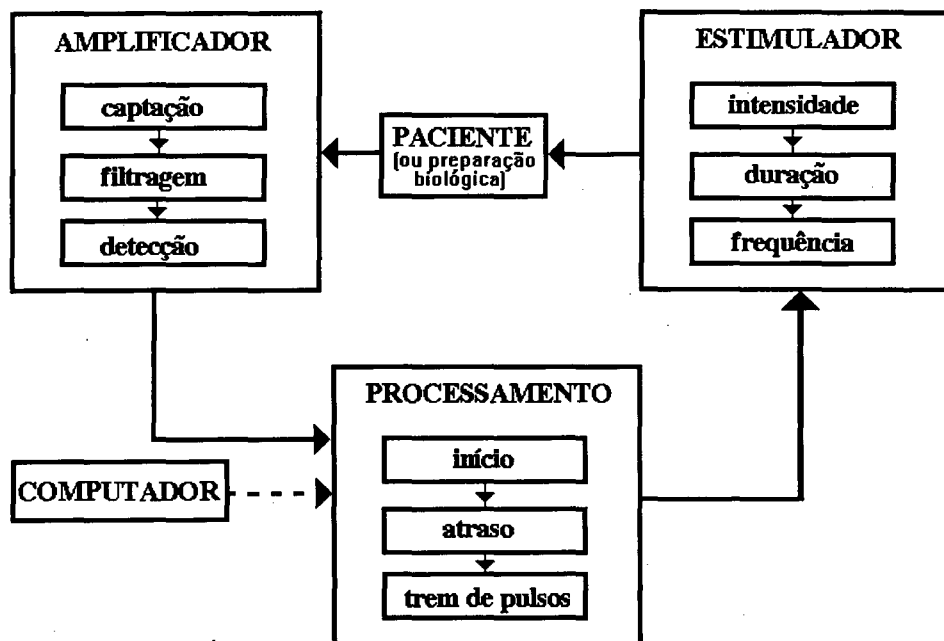 AMPLIFICADOR
captação
filtragem
detecção
PACIENTE
(ou preparação
biológica)
ESTIMULADOR
intensidade
duração
frequência
PROCESSAMENTO
início
atraso
trem de pulsos
COMPUTADOR